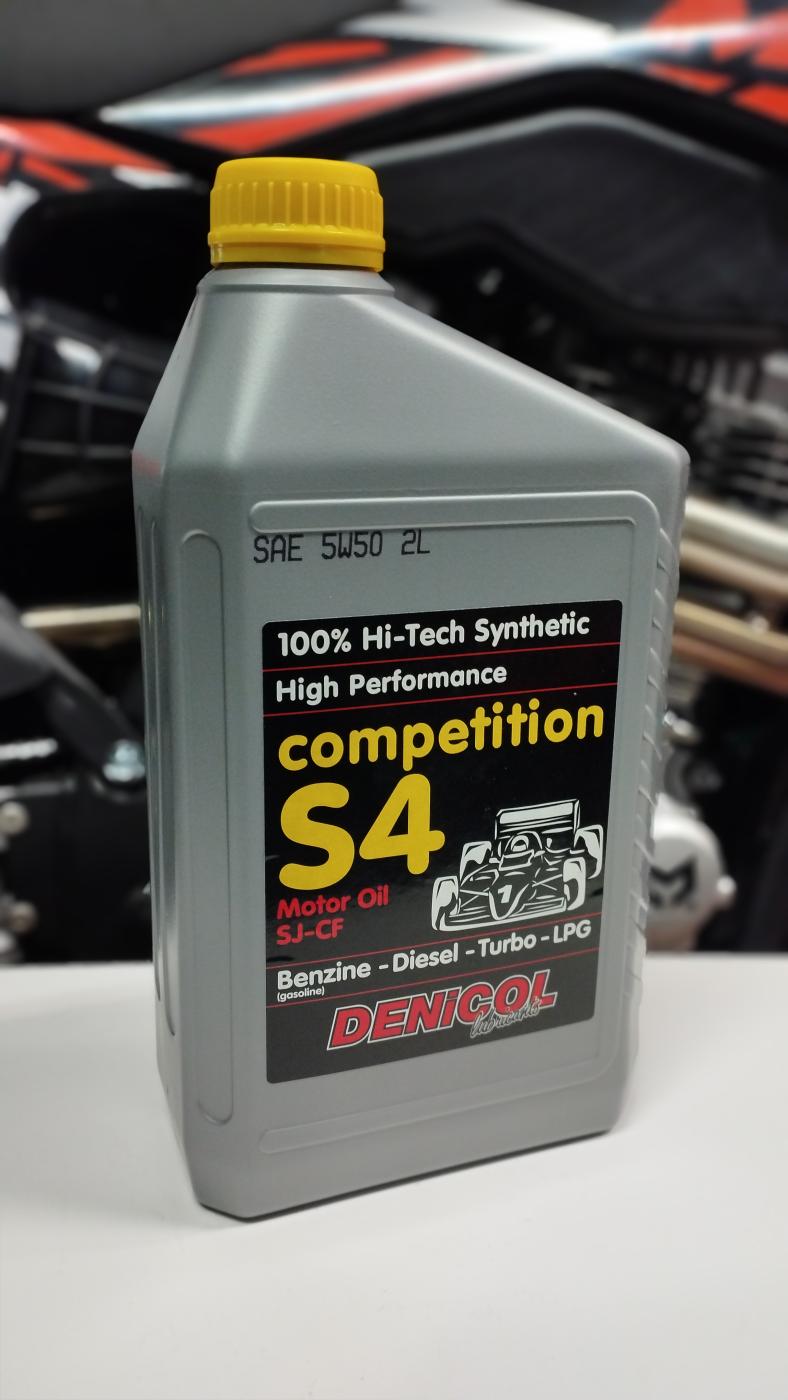 SAE 5W50 2L
100% Hi-Tech Synthetic
High Performance
competition
S4
1
Motor Oil
SJ-CF
Benzine - Diesel - Turbo - LPG
(gasoline)
DENiCOL
lubricants